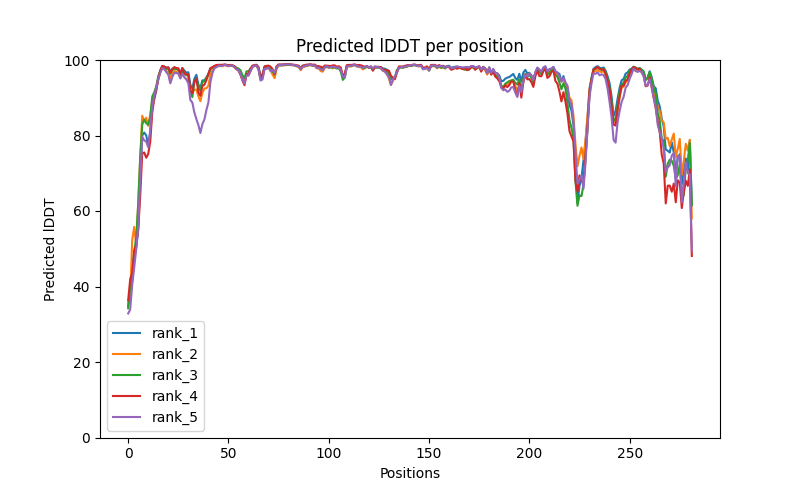 Predicted lDDT per position
Predicted lDDT
100
80
60
40
20
0
rank_1
rank_2
rank_3
rank_4
rank_5
0 50 100 150 200 250
Positions